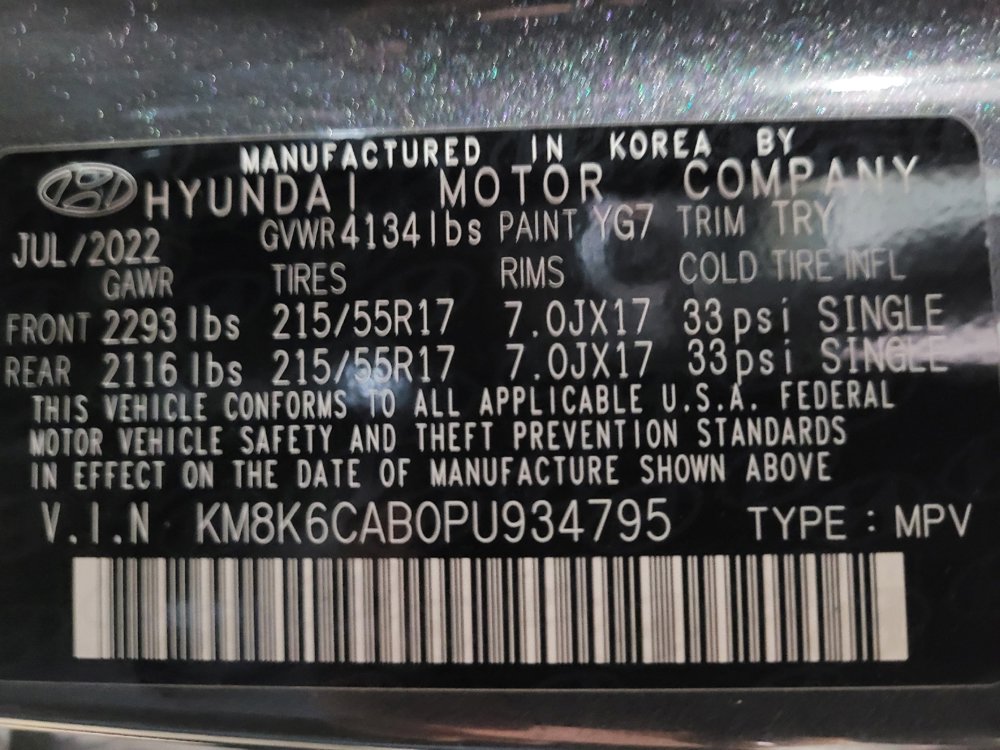 MANUFACTURED IN KOREA BY
HYUNDAI MOTOR COMPANY
JUL/2022 GVWR 4134lbs PAINT YG7 TRIM TRY
GAWR TIRES RIMS COLD TIRE INFL
FRONT 2293 lbs 215/55R17 7.0JX17 33psi SINGLE
REAR 2116 lbs 215/55R17 7.0JX17 33psi SINGLE
THIS VEHICLE CONFORMS TO ALL APPLICABLE U.S.A. FEDERAL
MOTOR VEHICLE SAFETY AND THEFT PREVENTION STANDARDS
IN EFFECT ON THE DATE OF MANUFACTURE SHOWN ABOVE
V.I.N KM8K6CAB0PU934795 TYPE : MPV